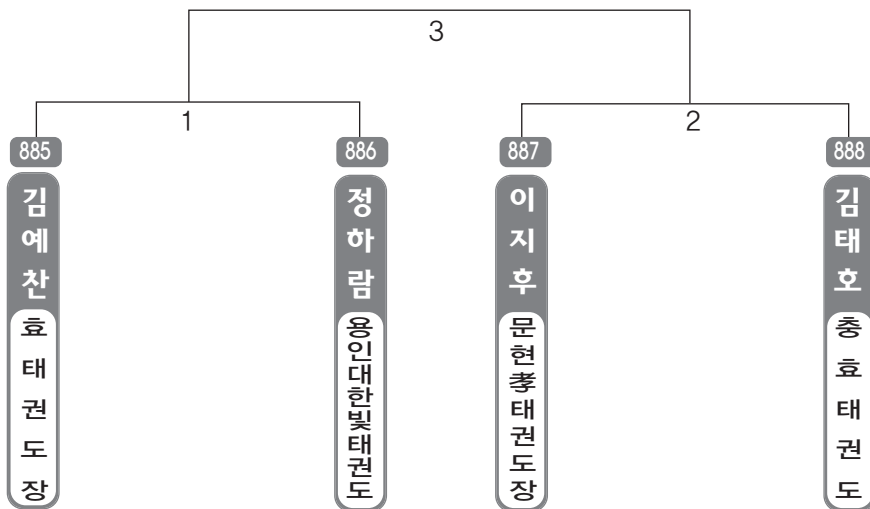 3
1
2
885
886
887
888
김예찬
정하람
이지후
김태호
효태권도장
용인대한빛태권도
문현孝태권도장
충효태권도